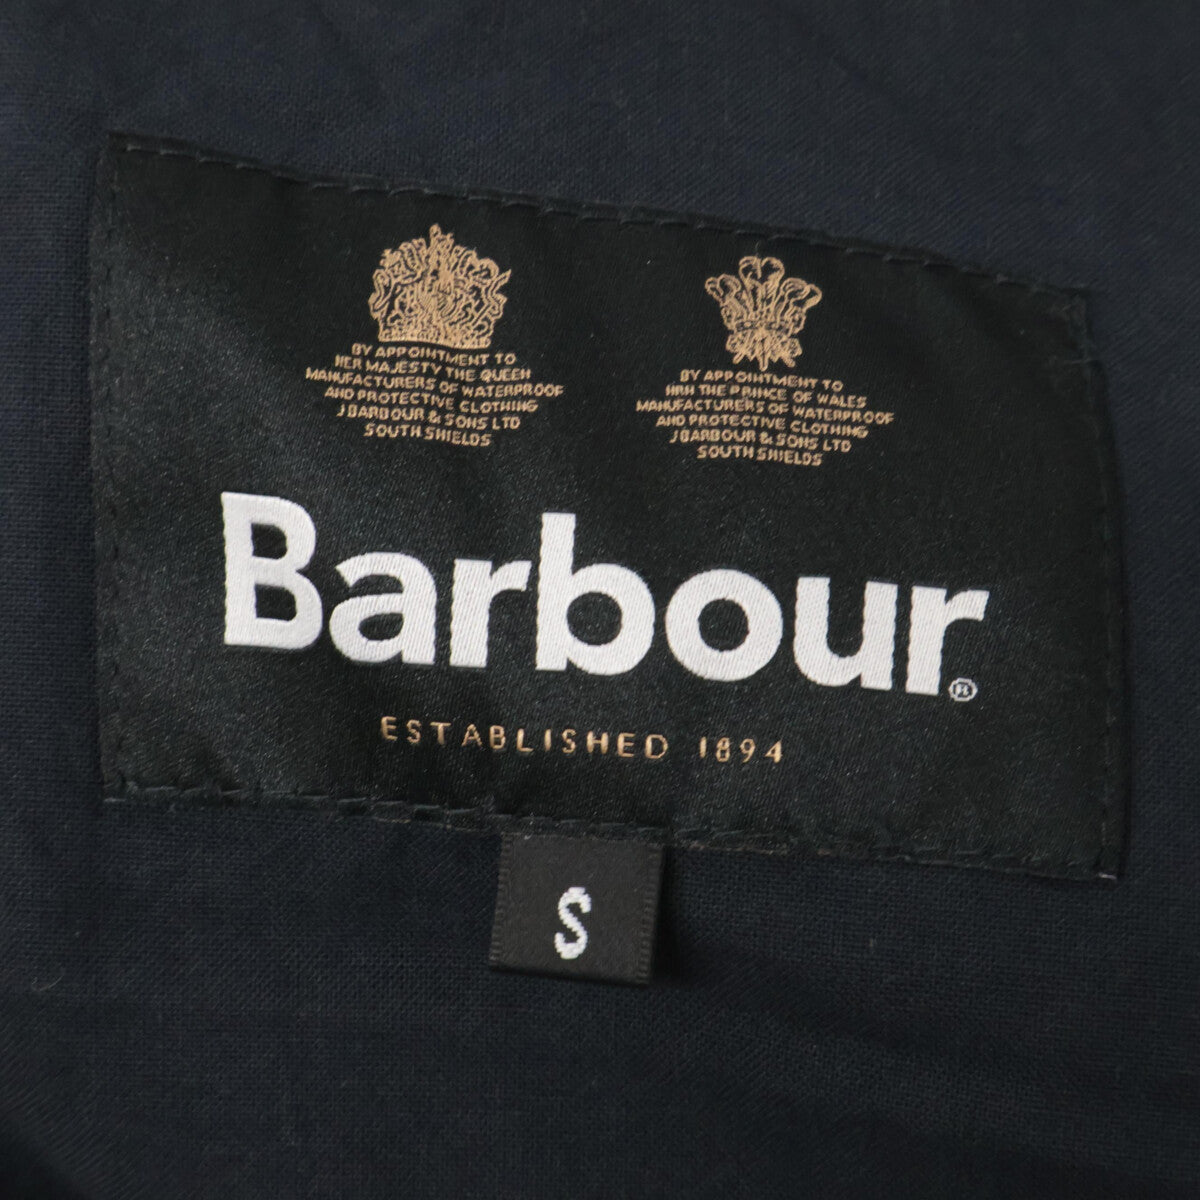 BY APPOINTMENT TO
HER MAJESTY THE QUEEN
MANUFACTURERS OF WATERPROOF
AND PROTECTIVE CLOTHING
J BARBOUR & SONS LTD
SOUTH SHIELDS
BY APPOINTMENT TO
HRH THE PRINCE OF WALES
MANUFACTURERS OF WATERPROOF
AND PROTECTIVE CLOTHING
J BARBOUR & SONS LTD
SOUTH SHIELDS
Barbour®
ESTABLISHED 1894
S